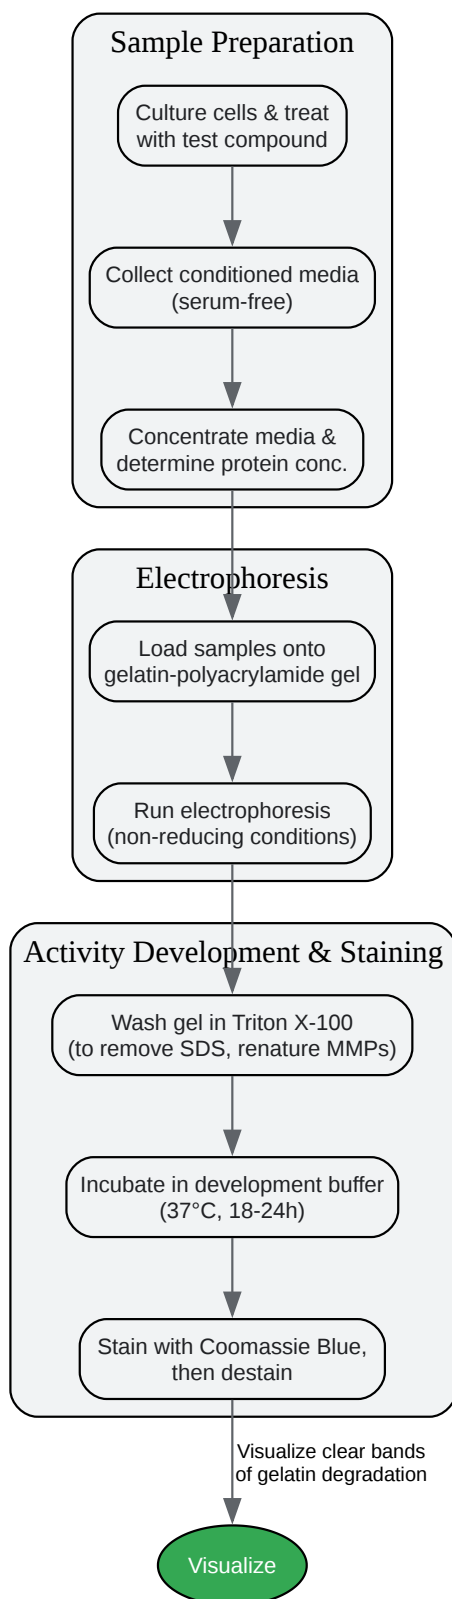 Sample Preparation
Culture cells & treat
with test compound
Collect conditioned media
(serum-free)
Concentrate media &
determine protein conc.
Electrophoresis
Load samples onto
gelatin-polyacrylamide gel
Run electrophoresis
(non-reducing conditions)
Activity Development & Staining
Wash gel in Triton X-100
(to remove SDS, renature MMPs)
Incubate in development buffer
(37°C, 18-24h)
Stain with Coomassie Blue,
then destain
Visualize clear bands
of gelatin degradation
Visualize